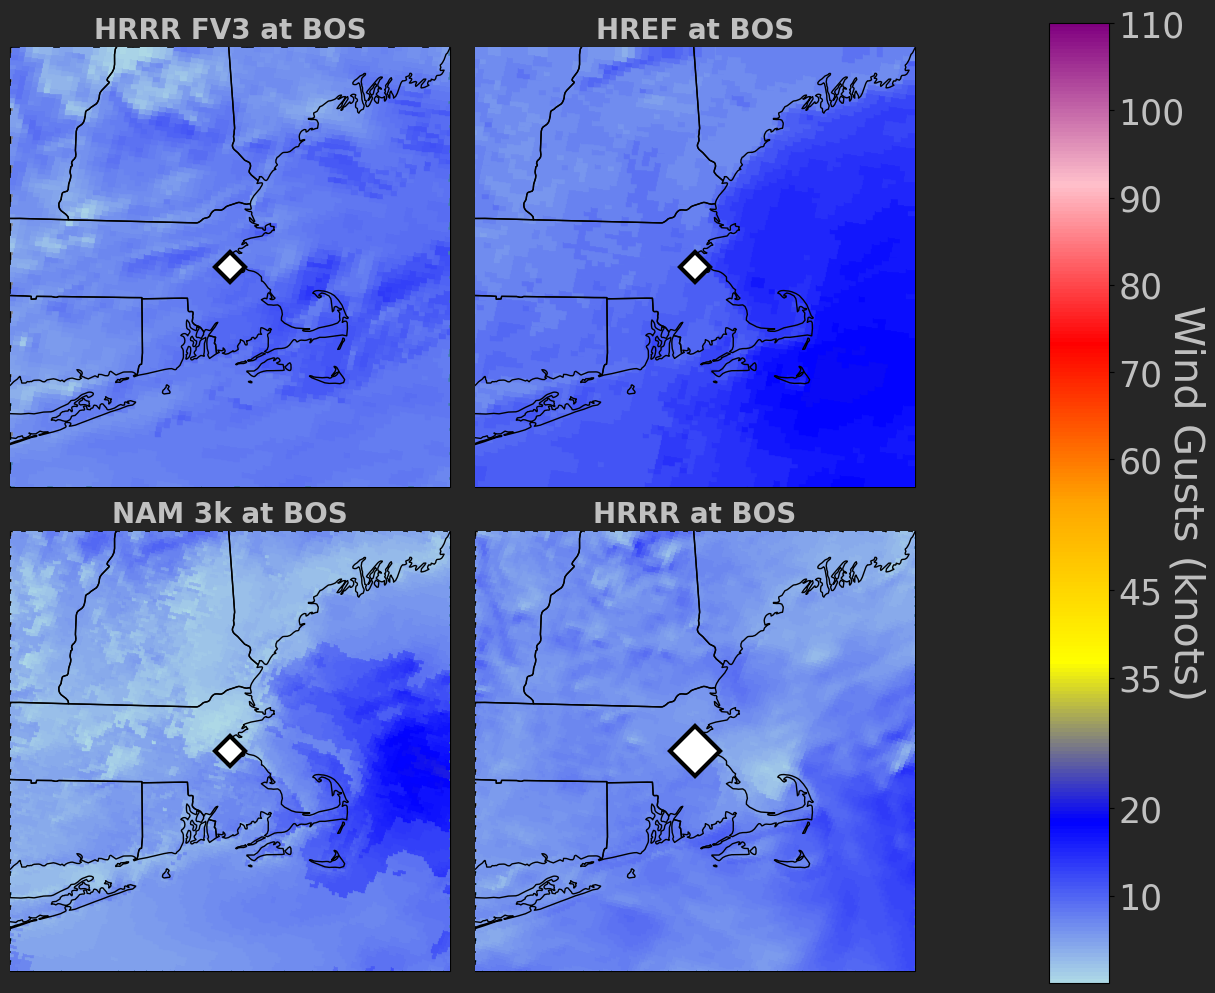 HRRR FV3 at BOS
HREF at BOS
NAM 3k at BOS
HRRR at BOS
110
100
90
80
70
60
45
35
20
10
Wind Gusts (knots)